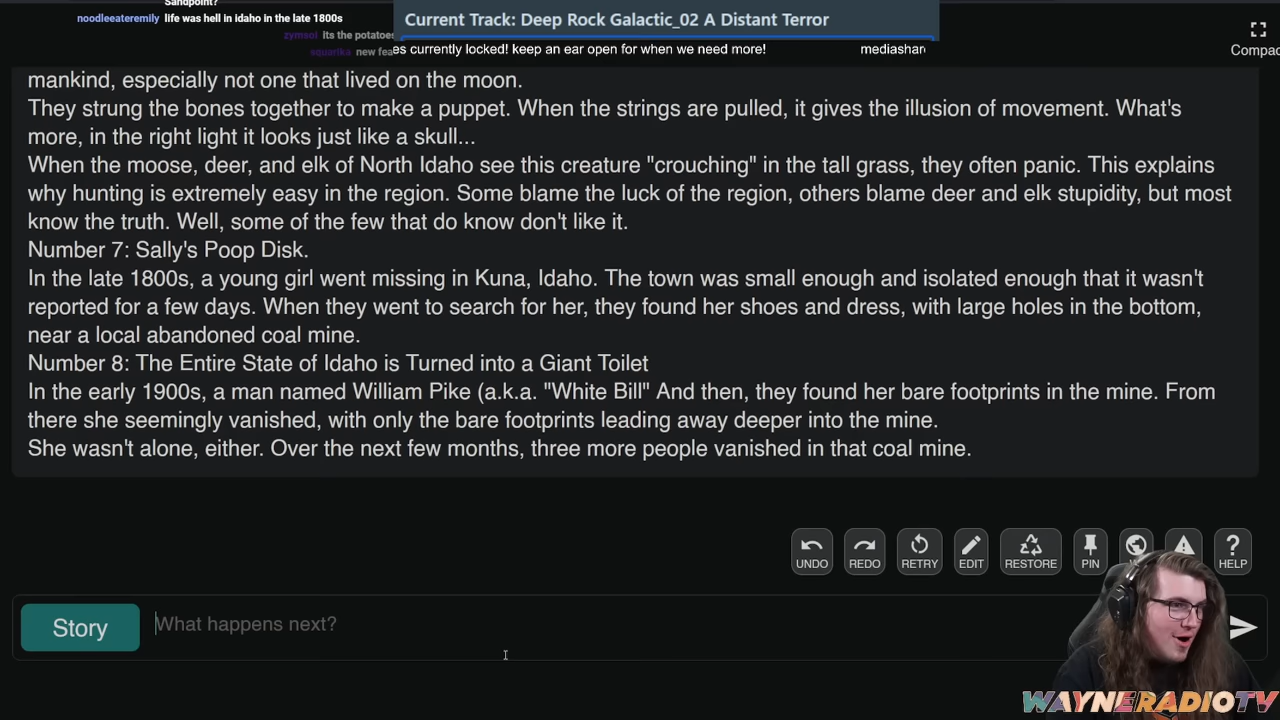 Sandpoint?
noodleeateremily life was hell in idaho in the late 1800s
zymsoi its the potatoes
squarika new fea
Current Track: Deep Rock Galactic_02 A Distant Terror
es currently locked! keep an ear open for when we need more! mediashar
Compac
mankind, especially not one that lived on the moon.
They strung the bones together to make a puppet. When the strings are pulled, it gives the illusion of movement. What's
more, in the right light it looks just like a skull...
When the moose, deer, and elk of North Idaho see this creature "crouching" in the tall grass, they often panic. This explains
why hunting is extremely easy in the region. Some blame the luck of the region, others blame deer and elk stupidity, but most
know the truth. Well, some of the few that do know don't like it.
Number 7: Sally's Poop Disk.
In the late 1800s, a young girl went missing in Kuna, Idaho. The town was small enough and isolated enough that it wasn't
reported for a few days. When they went to search for her, they found her shoes and dress, with large holes in the bottom,
near a local abandoned coal mine.
Number 8: The Entire State of Idaho is Turned into a Giant Toilet
In the early 1900s, a man named William Pike (a.k.a. "White Bill" And then, they found her bare footprints in the mine. From
there she seemingly vanished, with only the bare footprints leading away deeper into the mine.
She wasn't alone, either. Over the next few months, three more people vanished in that coal mine.
UNDO REDO RETRY EDIT RESTORE PIN W HELP
Story What happens next?
WAYNERADIOTV